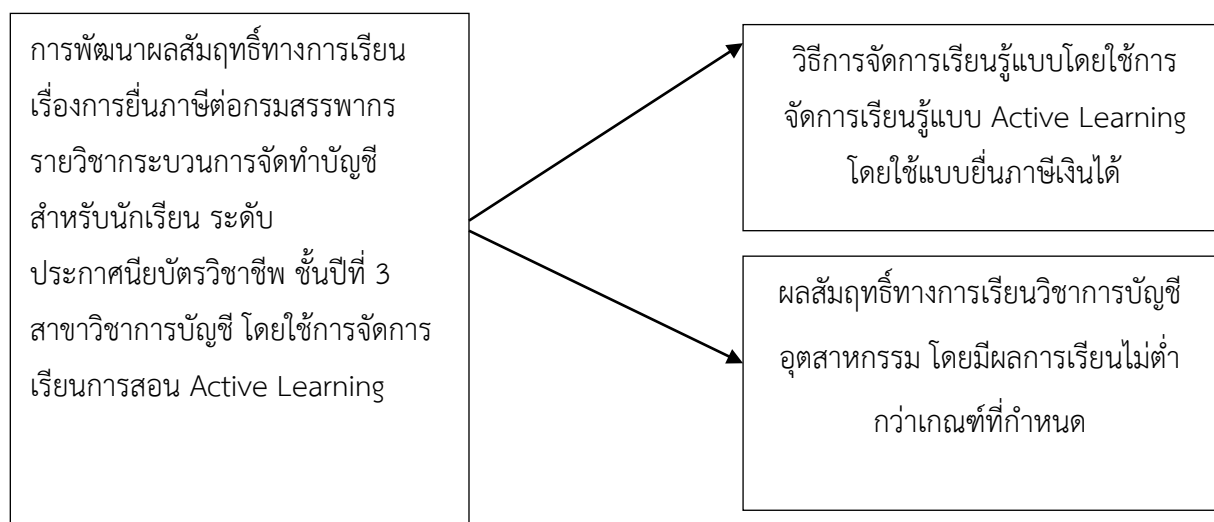 การพัฒนาผลสัมฤทธิ์ทางการเรียน
เรื่องการยื่นภาษีต่อกรมสรรพากร
รายวิชากระบวนการจัดทำบัญชี
สำหรับนักเรียน ระดับ
ประกาศนียบัตรวิชาชีพ ชั้นปีที่ 3
สาขาวิชาการบัญชี โดยใช้การจัดการ
เรียนการสอน Active Learning
วิธีการจัดการเรียนรู้แบบโดยใช้การ
จัดการเรียนรู้แบบ Active Learning
โดยใช้แบบยื่นภาษีเงินได้
ผลสัมฤทธิ์ทางการเรียนวิชาการบัญชี
อุตสาหกรรม โดยมีผลการเรียนไม่ต่ำ
กว่าเกณฑ์ที่กำหนด